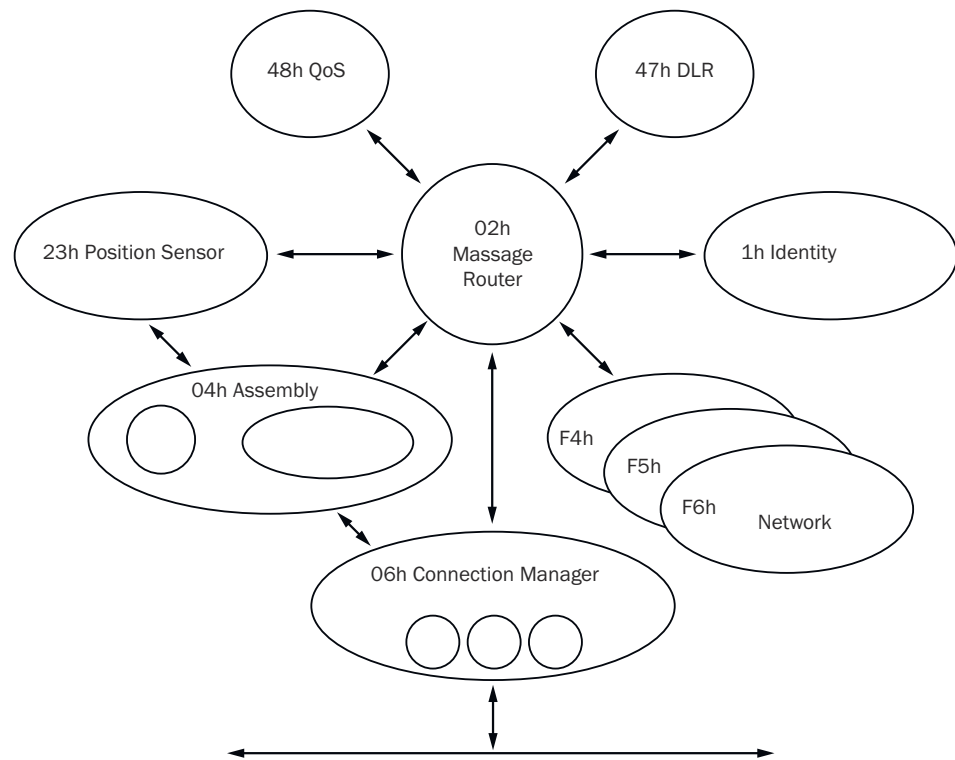 48h QoS
47h DLR
02h
Massage
Router
23h Position Sensor
1h Identity
04h Assembly
F4h
F5h
F6h
Network
06h Connection Manager